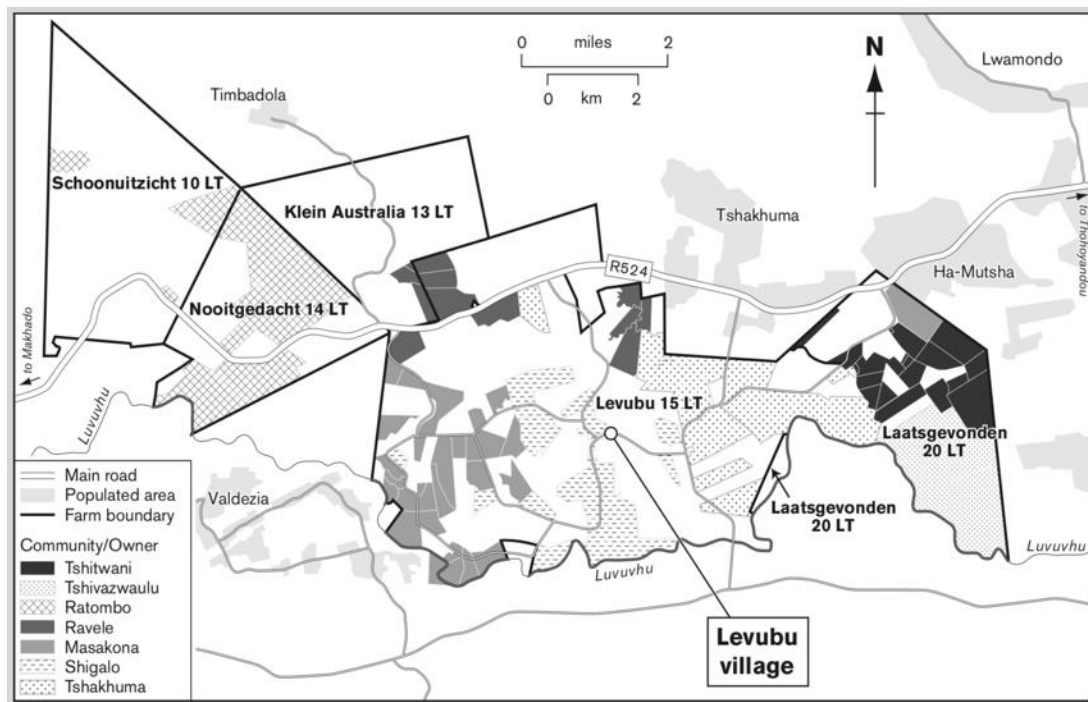 0 miles 2
0 km 2
N
Lwamondo
Timbadola
Schoonuitzicht 10 LT
Klein Australia 13 LT
Tshakhuma
to Thohoyandou
R524
Ha-Mutsha
Nooitgedacht 14 LT
to Makhado
Luvuvhu
Levubu 15 LT
Laatsgevonden
20 LT
Laatsgevonden
20 LT
Valdezia
Luvuvhu
Luvuvhu
Levubu
village
Main road
Populated area
Farm boundary
Community/Owner
Tshitwani
Tshivazwaulu
Ratombo
Ravele
Masakona
Shigalo
Tshakhuma